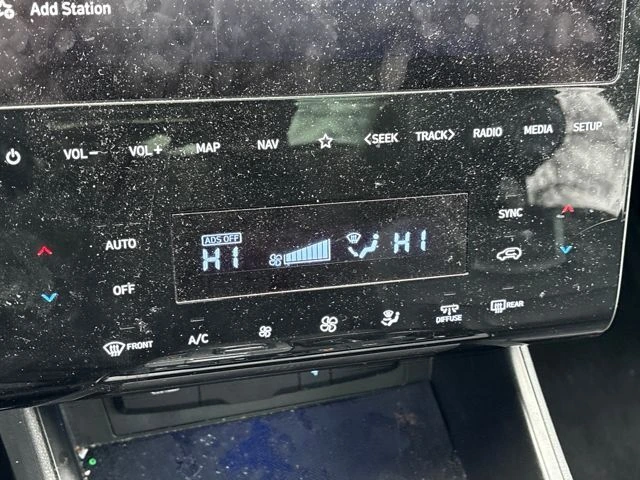 Add Station
VOL− VOL+ MAP NAV <SEEK TRACK> RADIO MEDIA SETUP
AUTO ADS OFF SYNC
HI HI
OFF
FRONT A/C DIFFUSE REAR